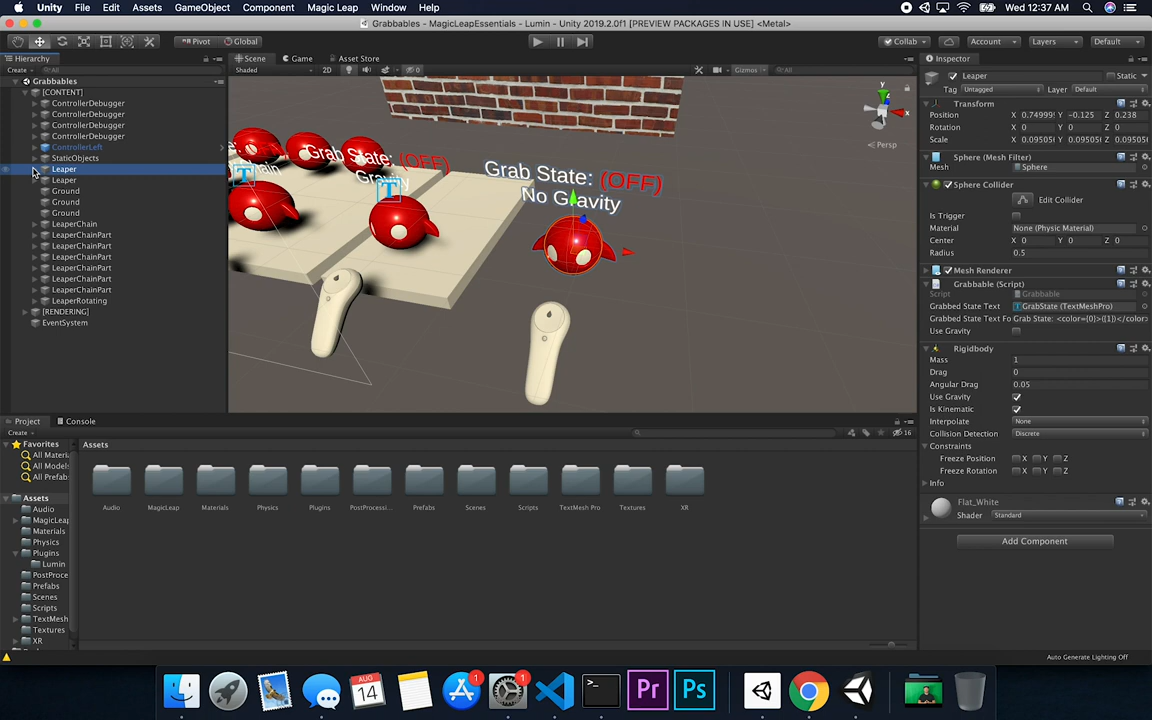 Unity File Edit Assets GameObject Component Magic Leap Window Help Wed 12:37 AM
Grabbables - MagicLeapEssentials - Lumin - Unity 2019.2.0f1 [PREVIEW PACKAGES IN USE] <Metal>
Pivot Global Collab Account Layers Default
Hierarchy Scene Game Asset Store Inspector
Create All Shaded 2D 0 Gizmos All
Leaper Static
Tag Untagged Layer Default
Grabbables
[CONTENT]
ControllerDebugger
ControllerDebugger
ControllerDebugger
ControllerDebugger
ControllerLeft
StaticObjects
Leaper
Leaper
Ground
Ground
Ground
LeaperChain
LeaperChainPart
LeaperChainPart
LeaperChainPart
LeaperChainPart
LeaperChainPart
LeaperChainPart
LeaperRotating
[RENDERING]
EventSystem
Grab State: (OFF)
Gravity
Grab State: (OFF)
No Gravity
y
x
z
Persp
Transform
Position X 0.74999 Y -0.125 Z 0.238
Rotation X 0 Y 0 Z 0
Scale X 0.09505 Y 0.09505 Z 0.09505
Sphere (Mesh Filter)
Mesh Sphere
Sphere Collider
Edit Collider
Is Trigger
Material None (Physic Material)
Center X 0 Y 0 Z 0
Radius 0.5
Mesh Renderer
Grabbable (Script)
Script Grabbable
Grabbed State Text GrabState (TextMeshPro)
Grabbed State Text Fo Grab State: <color={0}>({1})</color>
Use Gravity
Rigidbody
Mass 1
Drag 0
Angular Drag 0.05
Use Gravity
Is Kinematic
Interpolate None
Collision Detection Discrete
Constraints
Freeze Position X Y Z
Freeze Rotation X Y Z
Info
Flat_White
Shader Standard
Add Component
Project Console
Create 16
Favorites
All Materi
All Model
All Prefab
Assets
Audio
MagicLeap
Materials
Physics
Plugins
Lumin
PostProce
Prefabs
Scenes
Scripts
TextMesh
Textures
XR
Assets
Audio MagicLeap Materials Physics Plugins PostProcessi... Prefabs Scenes Scripts TextMesh Pro Textures XR
Auto Generate Lighting Off
AUG
14
1
1
>_
Pr
Ps